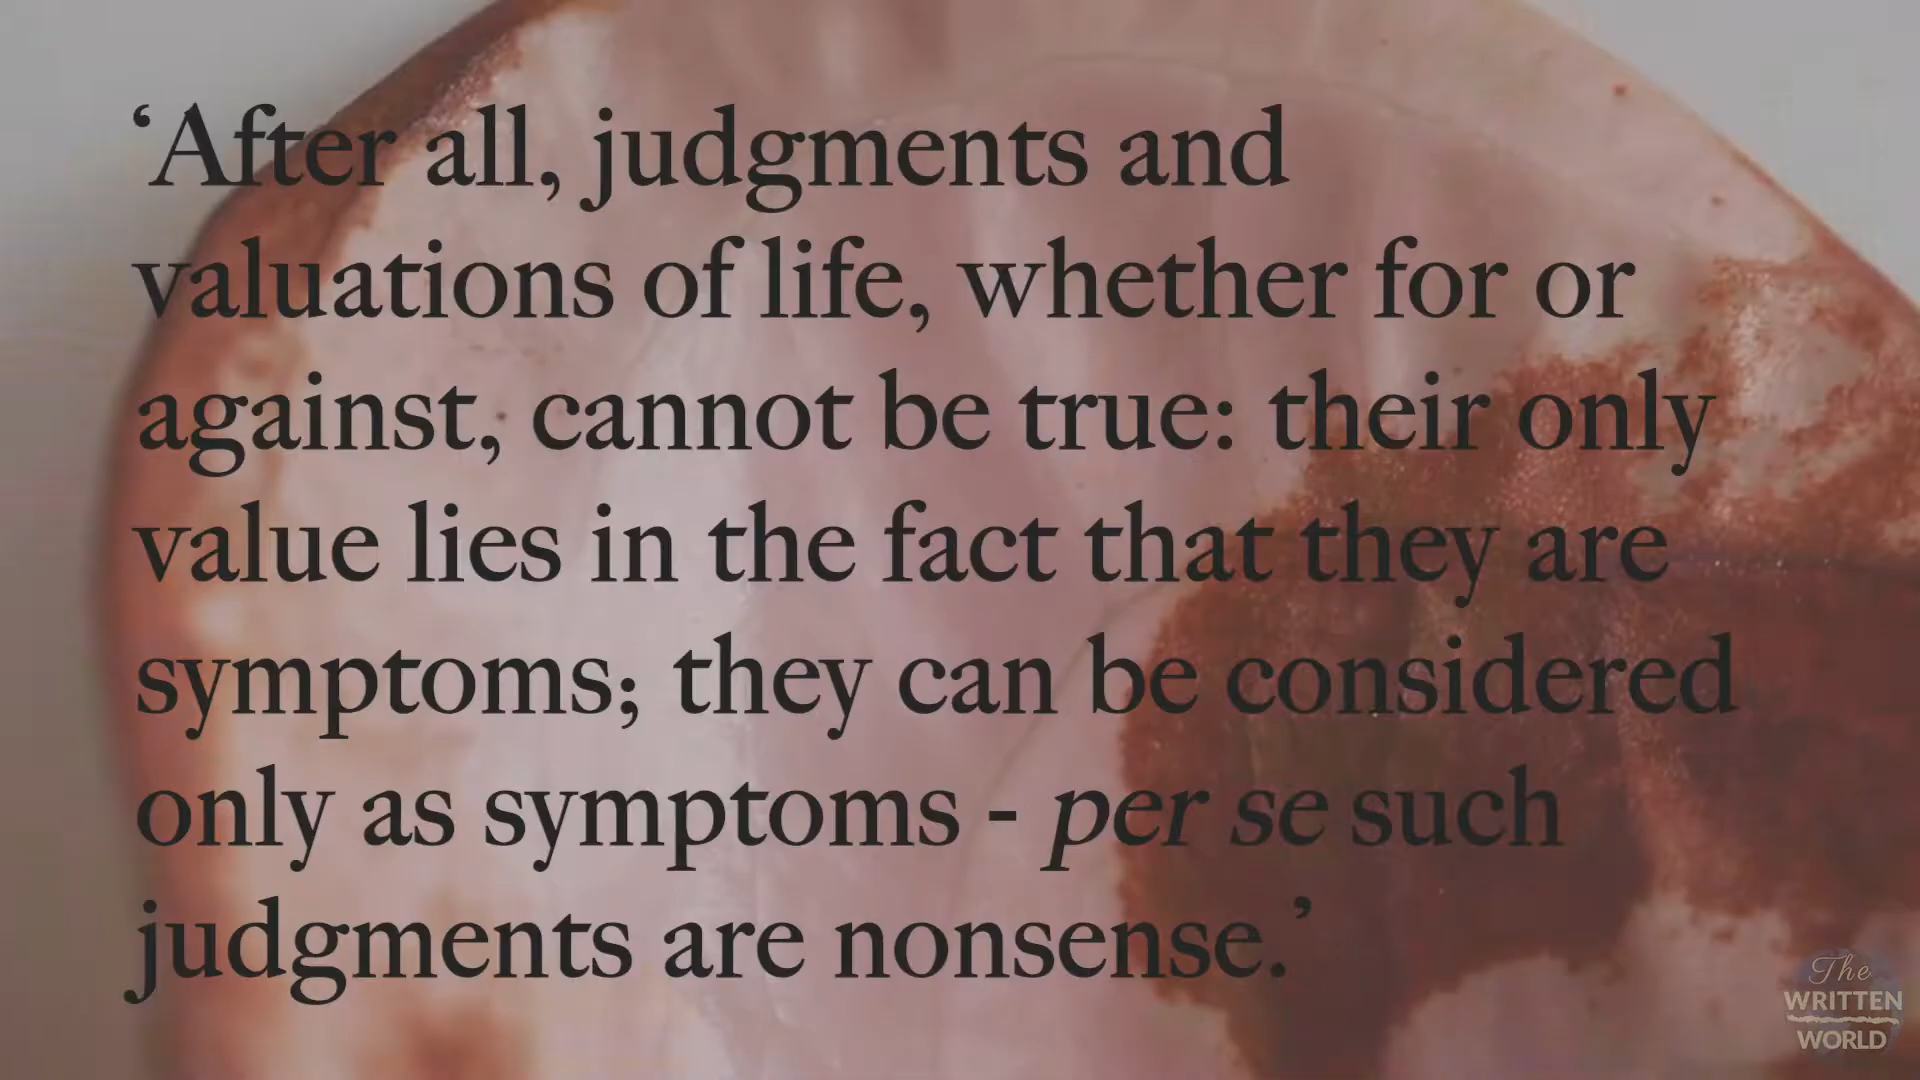 ‘After all, judgments and
valuations of life, whether for or
against, cannot be true: their only
value lies in the fact that they are
symptoms; they can be considered
only as symptoms - per se such
judgments are nonsense.’
The
WRITTEN
WORLD